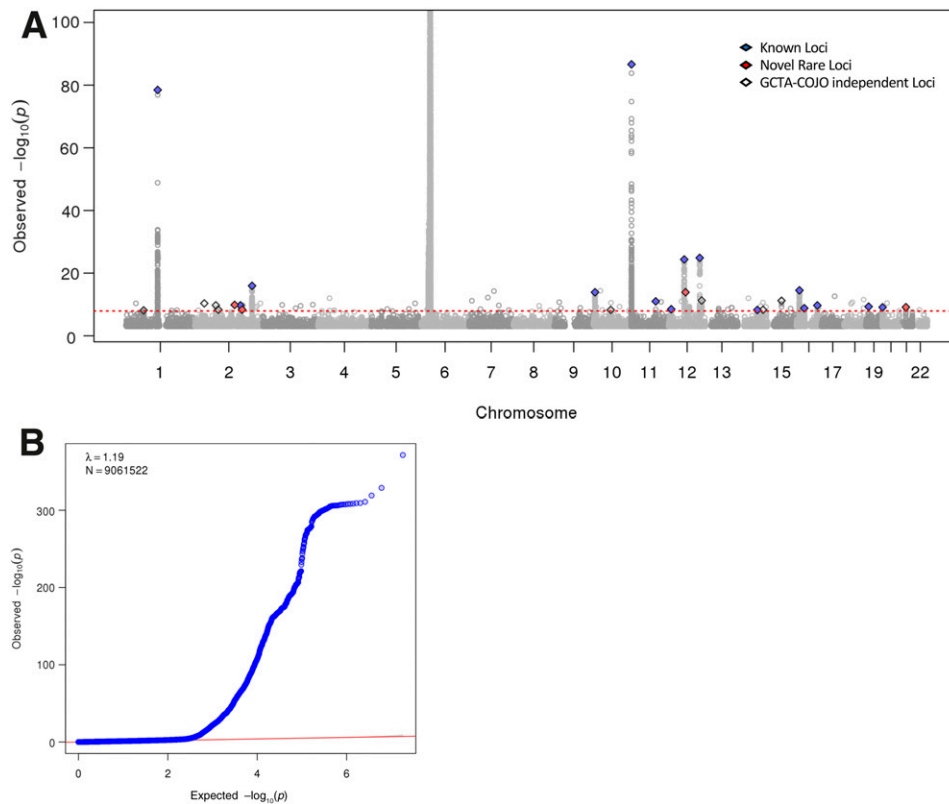 A
Observed −log10(p)
100
80
60
40
20
0
Known Loci
Novel Rare Loci
GCTA-COJO independent Loci
1 2 3 4 5 6 7 8 9 10 11 12 13 15 17 19 22
Chromosome
B
λ = 1.19
N = 9061522
Observed −log10(p)
300
200
100
0
0 2 4 6
Expected −log10(p)